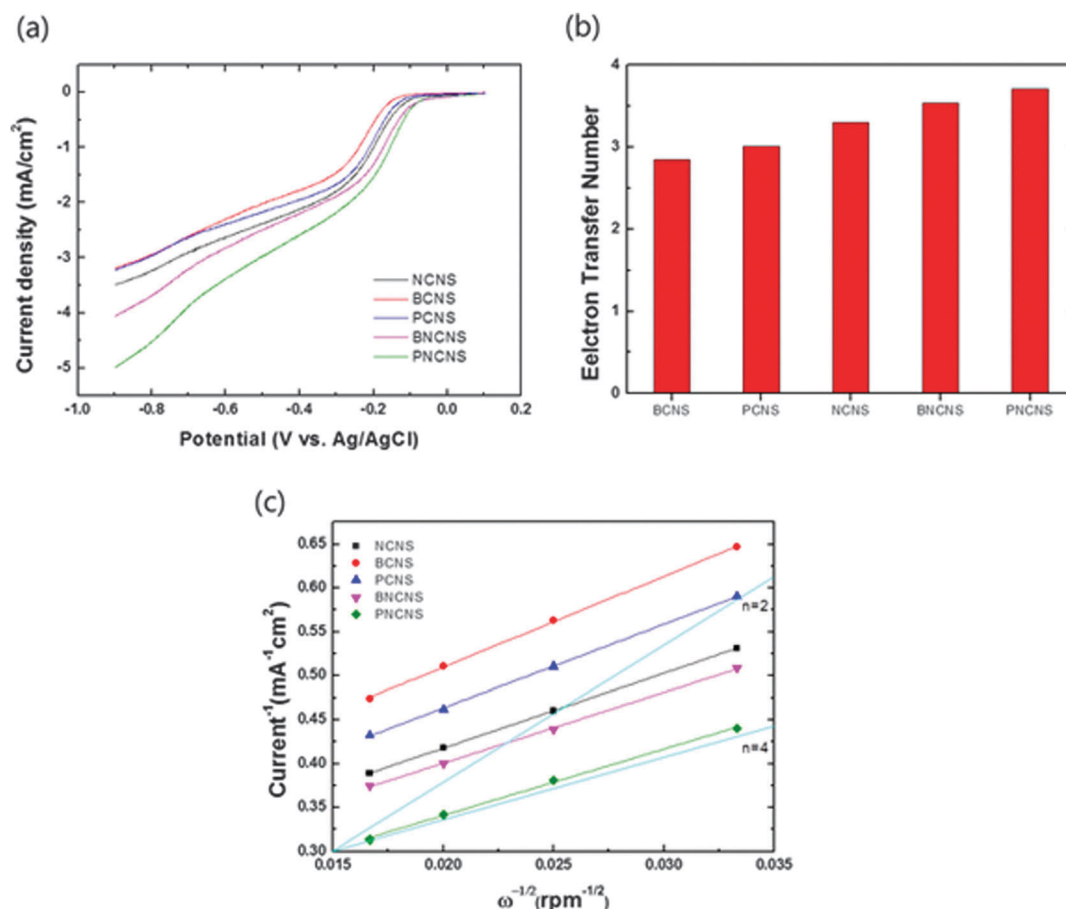 (a)
0
-1
-2
-3
-4
-5
Current density (mA/cm²)
NCNS
BCNS
PCNS
BNCNS
PNCNS
-1.0 -0.8 -0.6 -0.4 -0.2 0.0 0.2
Potential (V vs. Ag/AgCl)
(b)
4
3
2
1
0
Eelctron Transfer Number
BCNS PCNS NCNS BNCNS PNCNS
(c)
0.65
0.60
0.55
0.50
0.45
0.40
0.35
0.30
Current⁻¹(mA⁻¹cm²)
NCNS
BCNS
PCNS
BNCNS
PNCNS
n=2
n=4
0.015 0.020 0.025 0.030 0.035
ω⁻¹/²(rpm⁻¹/²)